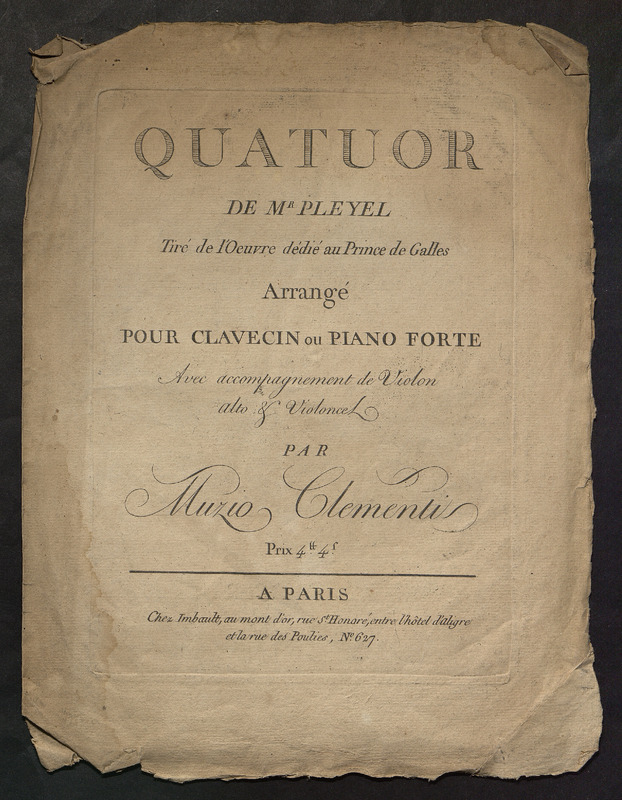 QUATUOR
DE Mᴿ PLEYEL
Tiré de l'Oeuvre dédié au Prince de Galles
Arrangé
POUR CLAVECIN ou PIANO FORTE
Avec accompagnement de Violon
Alto & Violoncel
PAR
Muzio Clementi
Prix 4ᵗᵗ 4ˢ
A PARIS
Chez Imbault, au mont d'or, rue Sᵗ Honoré, entre l'hôtel d'aligre
et la rue des Poulies, Nº 627.